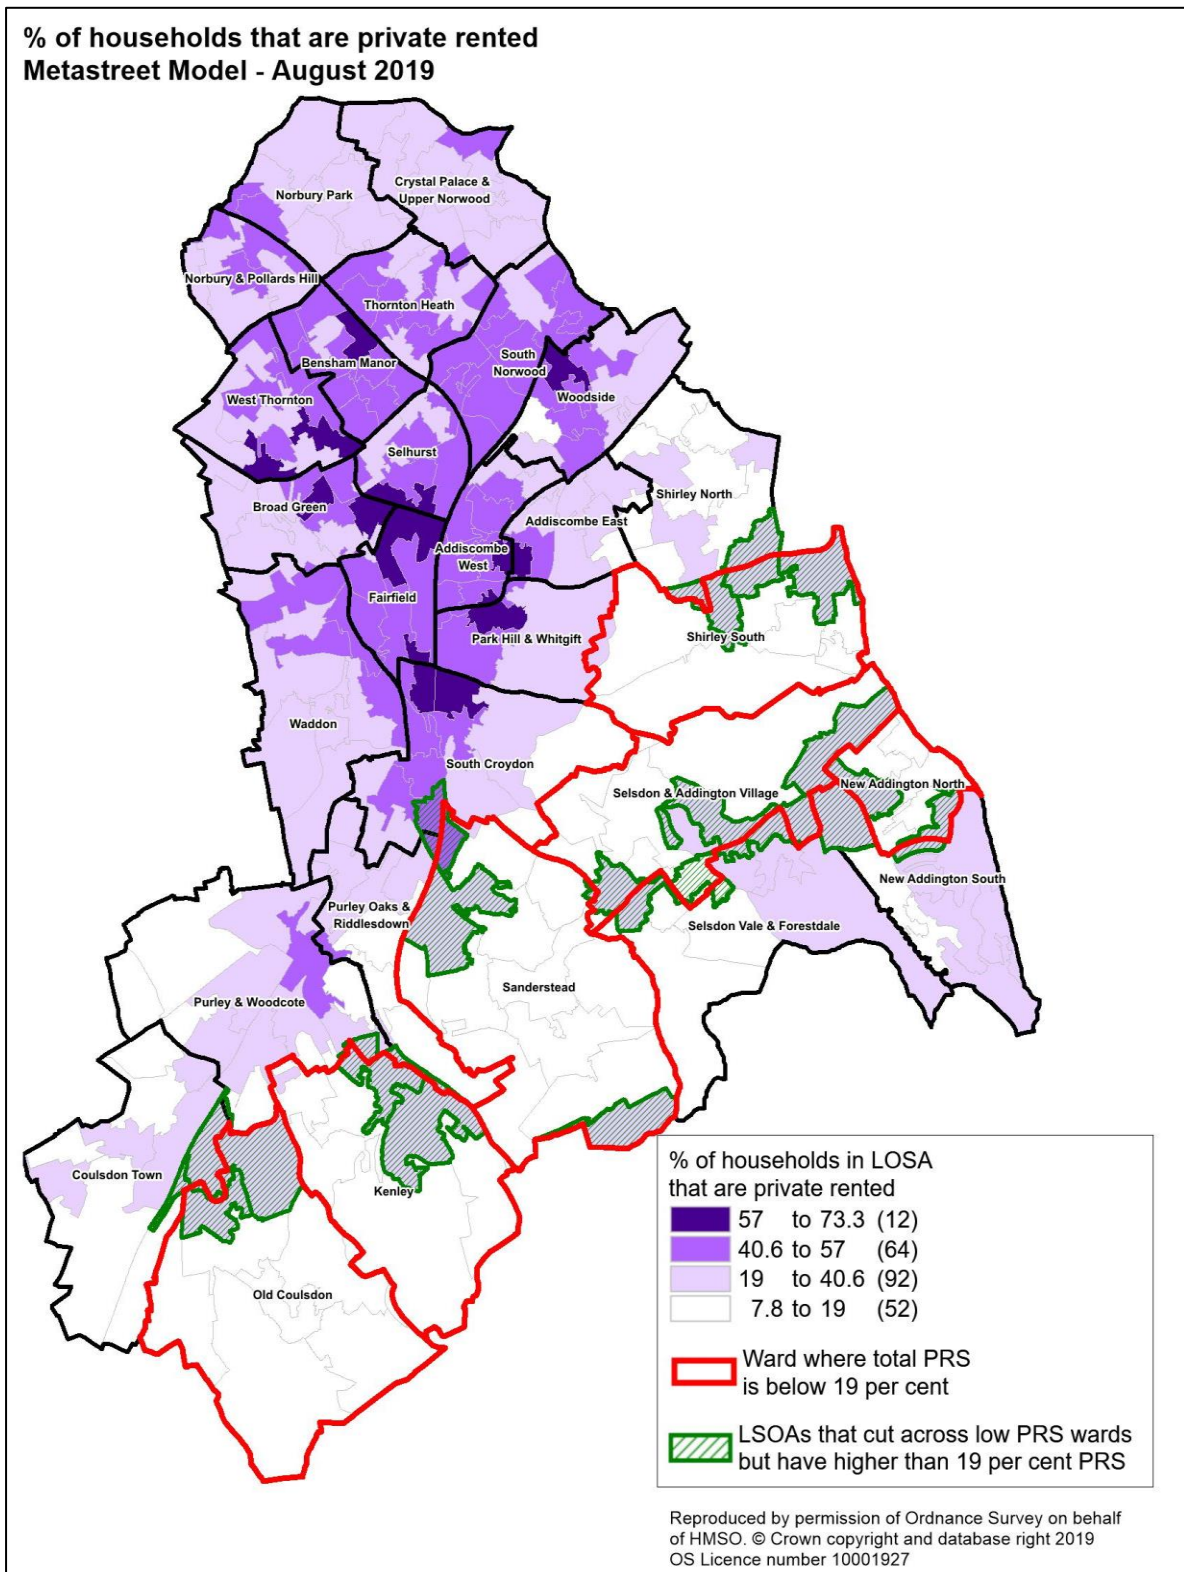 % of households that are private rented
Metastreet Model - August 2019
Norbury Park
Crystal Palace &
Upper Norwood
Norbury & Pollards Hill
Thornton Heath
Bensham Manor
South
Norwood
West Thornton
Woodside
Selhurst
Shirley North
Broad Green
Addiscombe East
Addiscombe
West
Fairfield
Park Hill & Whitgift
Shirley South
Waddon
South Croydon
Selsdon & Addington Village
New Addington North
New Addington South
Purley Oaks &
Riddlesdown
Selsdon Vale & Forestdale
Sanderstead
Purley & Woodcote
Coulsdon Town
Kenley
Old Coulsdon
% of households in LOSA
that are private rented
57 to 73.3 (12)
40.6 to 57 (64)
19 to 40.6 (92)
7.8 to 19 (52)
Ward where total PRS
is below 19 per cent
LSOAs that cut across low PRS wards
but have higher than 19 per cent PRS
Reproduced by permission of Ordnance Survey on behalf
of HMSO. © Crown copyright and database right 2019
OS Licence number 10001927